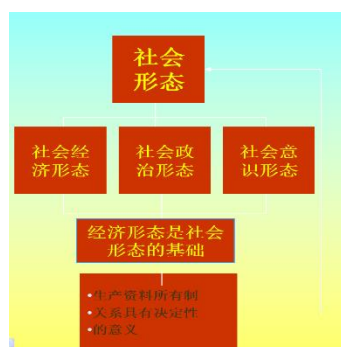 社会
形态
社会经
济形态
社会政
治形态
社会意
识形态
经济形态是社会
形态的基础
•生产资料所有制
•关系具有决定性
•的意义